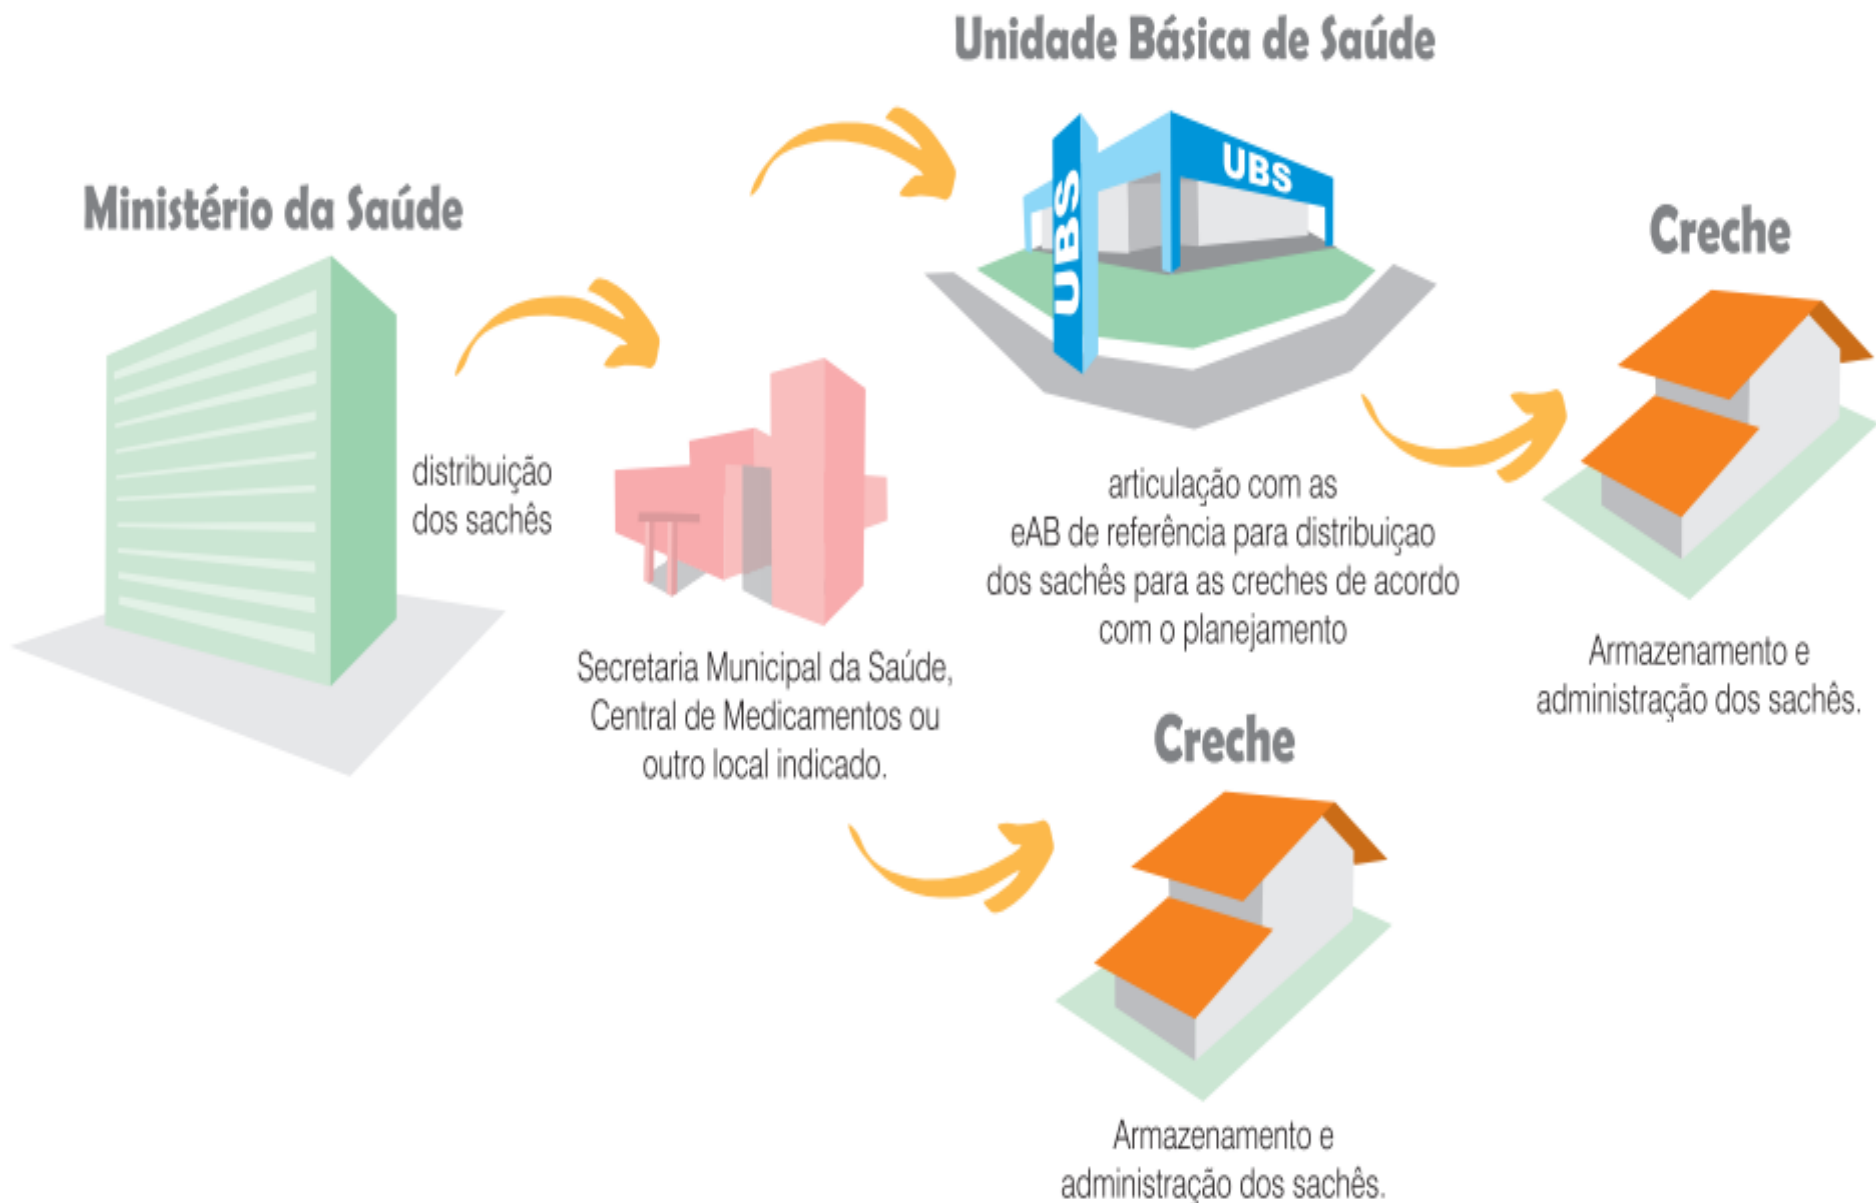 Ministério da Saúde
distribuição
dos sachês
Secretaria Municipal da Saúde,
Central de Medicamentos ou
outro local indicado.
Unidade Básica de Saúde
UBS
UBS
articulação com as
eAB de referência para distribuiçao
dos sachês para as creches de acordo
com o planejamento
Creche
Armazenamento e
administração dos sachês.
Creche
Armazenamento e
administração dos sachês.